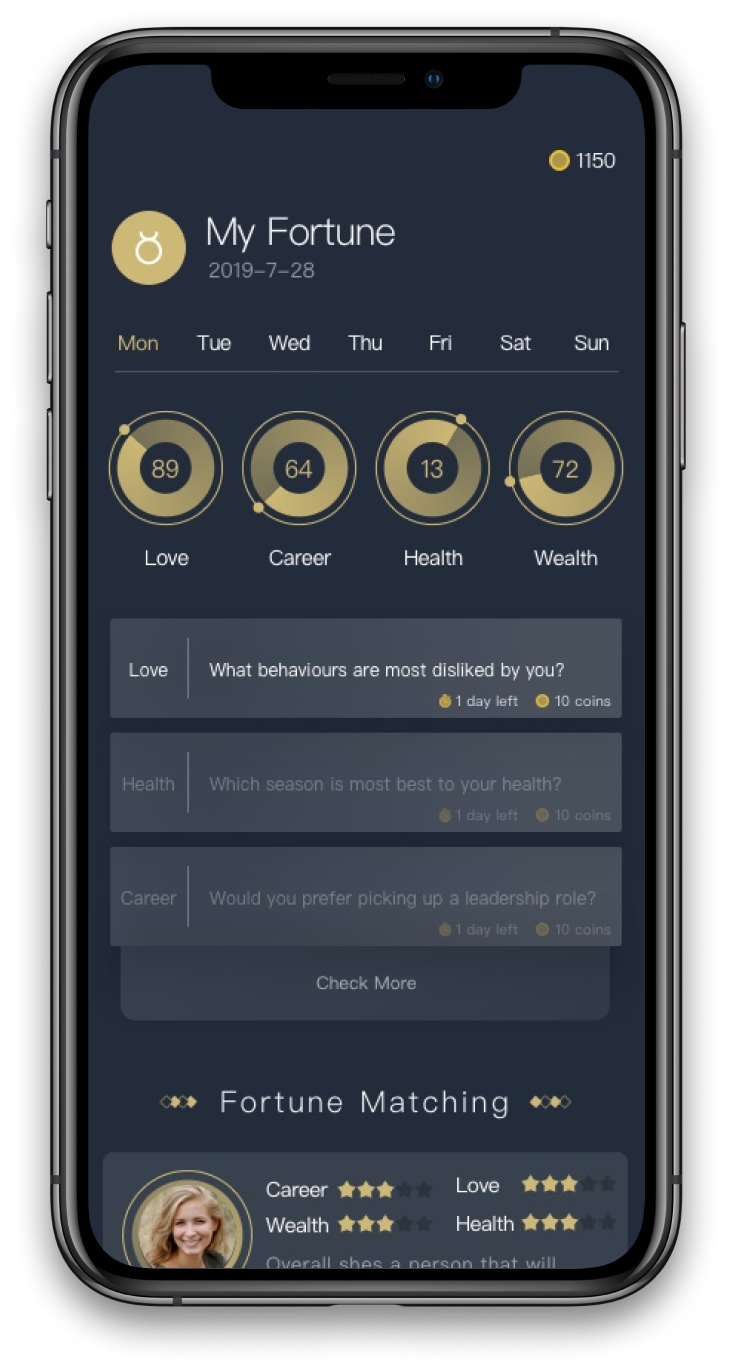 1150
My Fortune
2019-7-28
Mon Tue Wed Thu Fri Sat Sun
89 64 13 72
Love Career Health Wealth
Love
What behaviours are most disliked by you?
1 day left 10 coins
Health
Which season is most best to your health?
1 day left 10 coins
Career
Would you prefer picking up a leadership role?
1 day left 10 coins
Check More
Fortune Matching
Career Love
Wealth Health
Overall shes a person that will